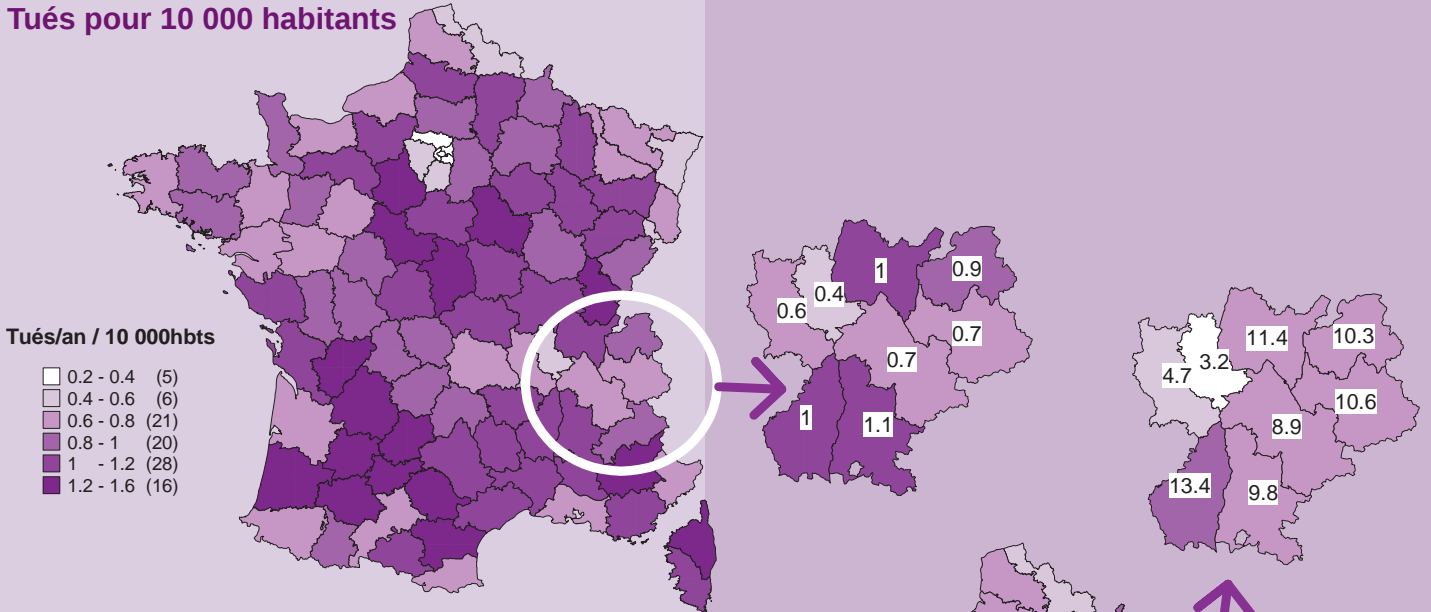 Tués pour 10 000 habitants
Tués/an / 10 000hbts
0.2 - 0.4 (5)
0.4 - 0.6 (6)
0.6 - 0.8 (21)
0.8 - 1 (20)
1 - 1.2 (28)
1.2 - 1.6 (16)
0.6
0.4
1
0.9
0.7
0.7
1
1.1
4.7
3.2
11.4
10.3
10.6
8.9
13.4
9.8